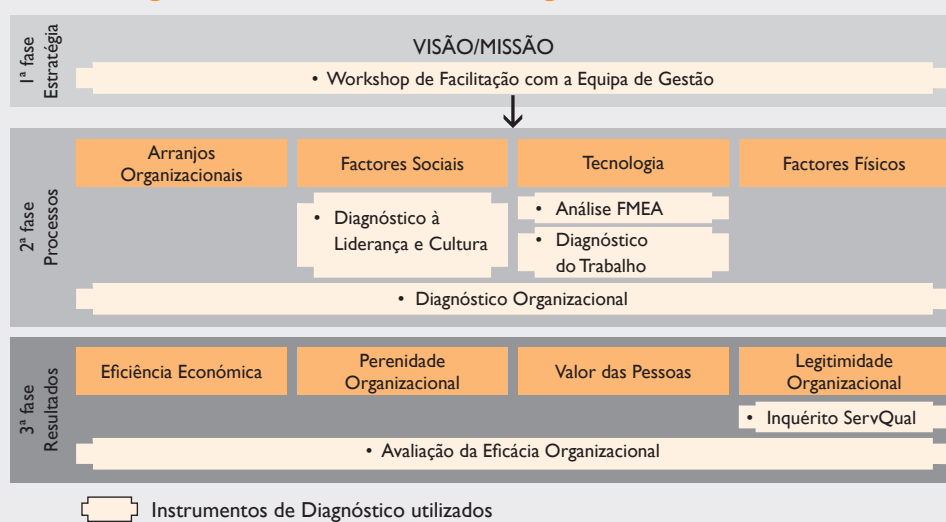 1ª fase
Estratégia
VISÃO/MISSÃO
• Workshop de Facilitação com a Equipa de Gestão
2ª fase
Processos
Arranjos
Organizacionais
Factores Sociais
Tecnologia
Factores Físicos
• Diagnóstico à
Liderança e Cultura
• Análise FMEA
• Diagnóstico
do Trabalho
• Diagnóstico Organizacional
3ª fase
Resultados
Eficiência Económica
Perenidade
Organizacional
Valor das Pessoas
Legitimidade
Organizacional
• Inquérito ServQual
• Avaliação da Eficácia Organizacional
Instrumentos de Diagnóstico utilizados